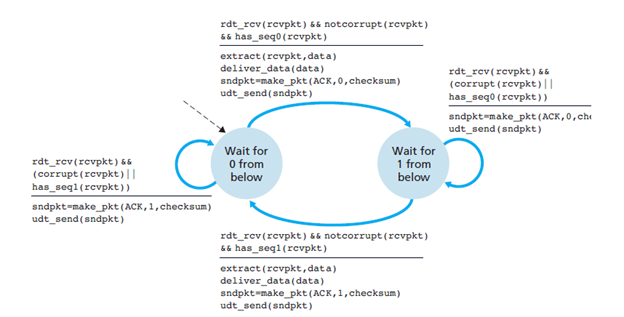 rdt_rcv(rcvpkt) && notcorrupt(rcvpkt)
&& has_seq0(rcvpkt)
extract(rcvpkt,data)
deliver_data(data)
sndpkt=make_pkt(ACK,0,checksum)
udt_send(sndpkt)
rdt_rcv(rcvpkt) &&
(corrupt(rcvpkt)||
has_seq0(rcvpkt))
sndpkt=make_pkt(ACK,0,che
udt_send(sndpkt)
Wait for
0 from
below
Wait for
1 from
below
rdt_rcv(rcvpkt) &&
(corrupt(rcvpkt)||
has_seq1(rcvpkt))
sndpkt=make_pkt(ACK,1,checksum)
udt_send(sndpkt)
rdt_rcv(rcvpkt) && notcorrupt(rcvpkt)
&& has_seq1(rcvpkt)
extract(rcvpkt,data)
deliver_data(data)
sndpkt=make_pkt(ACK,1,checksum)
udt_send(sndpkt)